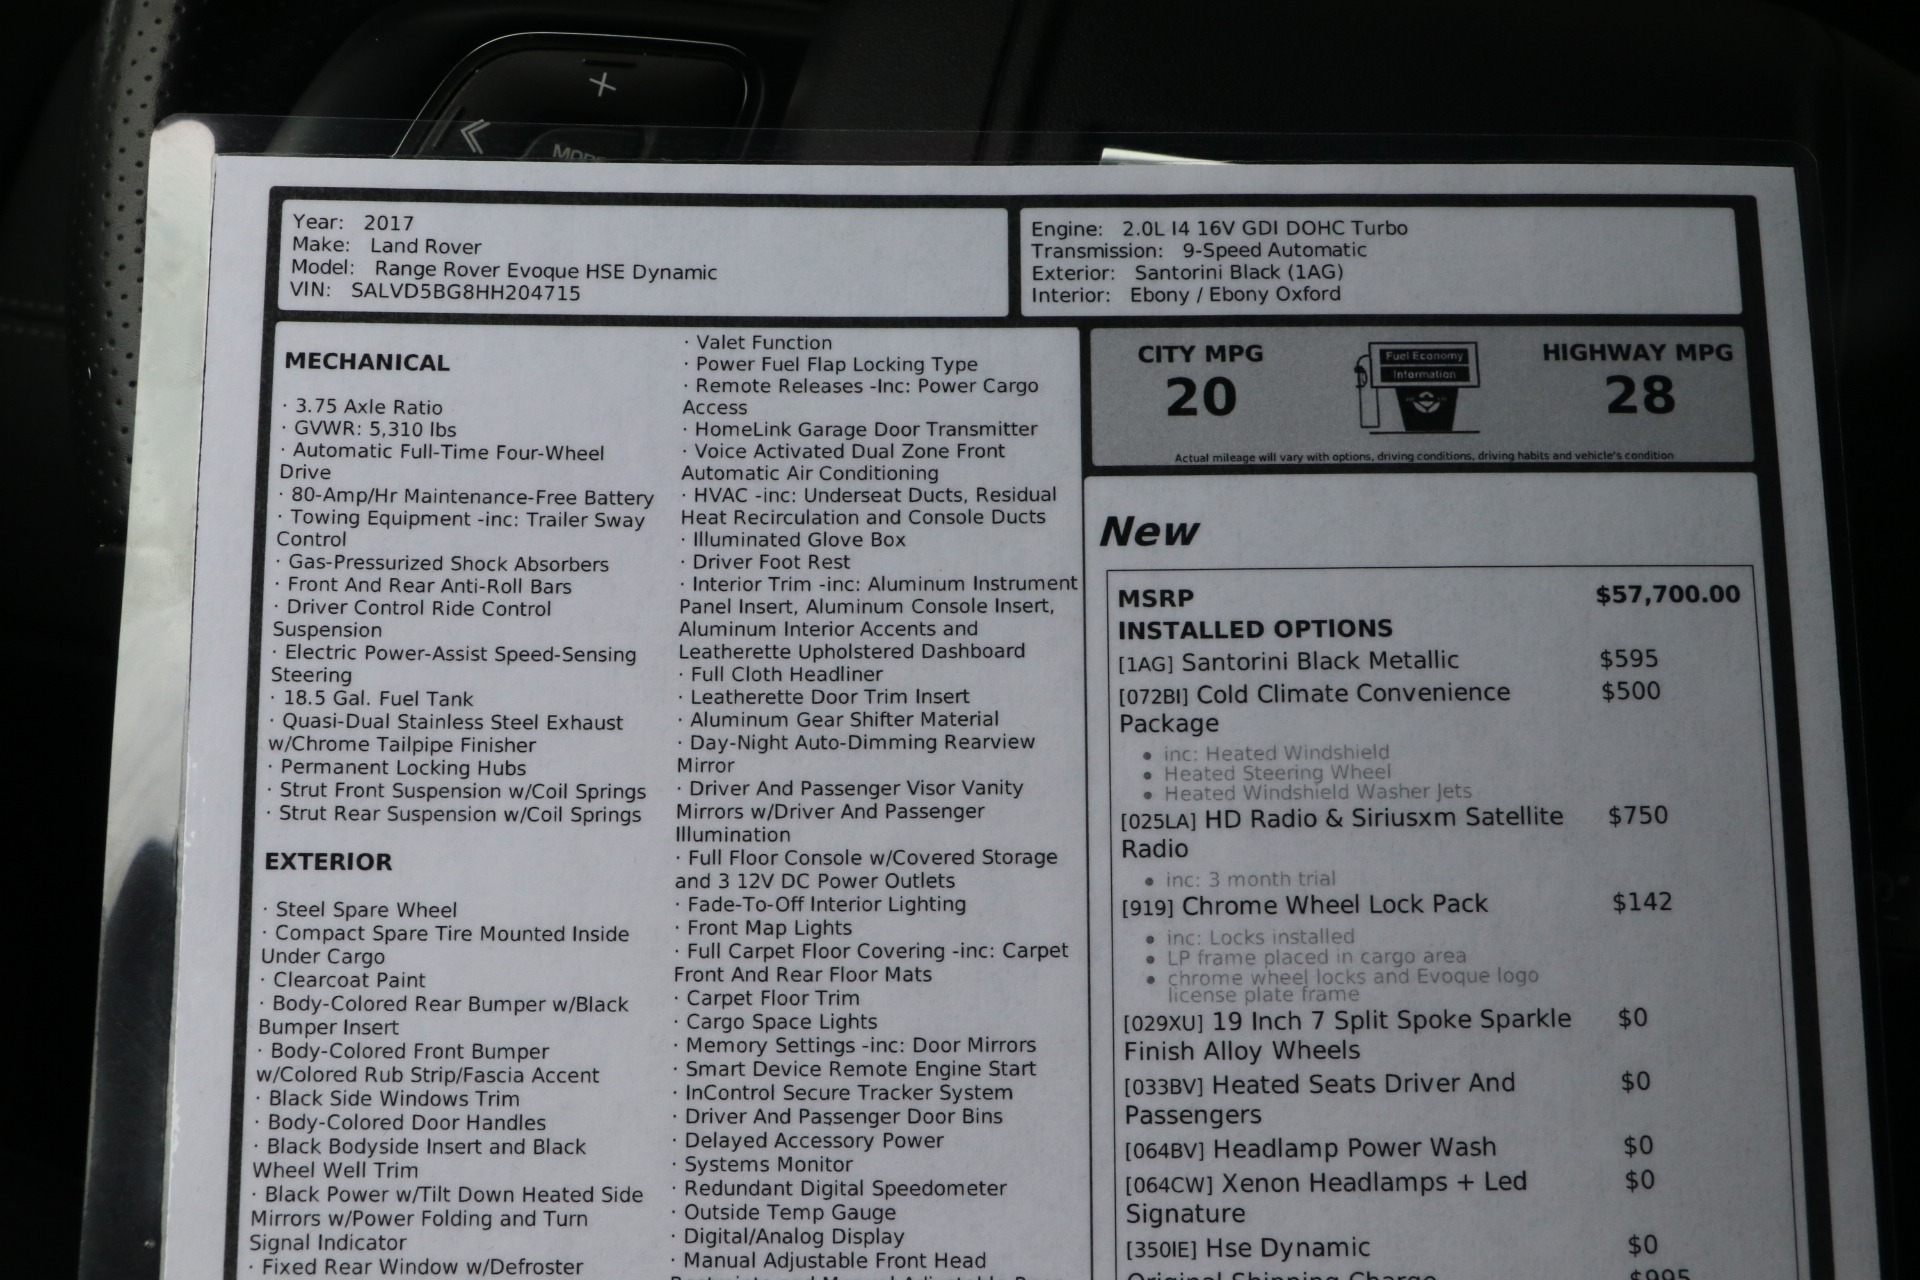 +
Year: 2017
Make: Land Rover
Model: Range Rover Evoque HSE Dynamic
VIN: SALVD5BG8HH204715
Engine: 2.0L I4 16V GDI DOHC Turbo
Transmission: 9-Speed Automatic
Exterior: Santorini Black (1AG)
Interior: Ebony / Ebony Oxford
MECHANICAL
· 3.75 Axle Ratio
· GVWR: 5,310 lbs
· Automatic Full-Time Four-Wheel
Drive
· 80-Amp/Hr Maintenance-Free Battery
· Towing Equipment -inc: Trailer Sway
Control
· Gas-Pressurized Shock Absorbers
· Front And Rear Anti-Roll Bars
· Driver Control Ride Control
Suspension
· Electric Power-Assist Speed-Sensing
Steering
· 18.5 Gal. Fuel Tank
· Quasi-Dual Stainless Steel Exhaust
w/Chrome Tailpipe Finisher
· Permanent Locking Hubs
· Strut Front Suspension w/Coil Springs
· Strut Rear Suspension w/Coil Springs
EXTERIOR
· Steel Spare Wheel
· Compact Spare Tire Mounted Inside
Under Cargo
· Clearcoat Paint
· Body-Colored Rear Bumper w/Black
Bumper Insert
· Body-Colored Front Bumper
w/Colored Rub Strip/Fascia Accent
· Black Side Windows Trim
· Body-Colored Door Handles
· Black Bodyside Insert and Black
Wheel Well Trim
· Black Power w/Tilt Down Heated Side
Mirrors w/Power Folding and Turn
Signal Indicator
· Fixed Rear Window w/Defroster
· Valet Function
· Power Fuel Flap Locking Type
· Remote Releases -Inc: Power Cargo
Access
· HomeLink Garage Door Transmitter
· Voice Activated Dual Zone Front
Automatic Air Conditioning
· HVAC -inc: Underseat Ducts, Residual
Heat Recirculation and Console Ducts
· Illuminated Glove Box
· Driver Foot Rest
· Interior Trim -inc: Aluminum Instrument
Panel Insert, Aluminum Console Insert,
Aluminum Interior Accents and
Leatherette Upholstered Dashboard
· Full Cloth Headliner
· Leatherette Door Trim Insert
· Aluminum Gear Shifter Material
· Day-Night Auto-Dimming Rearview
Mirror
· Driver And Passenger Visor Vanity
Mirrors w/Driver And Passenger
Illumination
· Full Floor Console w/Covered Storage
and 3 12V DC Power Outlets
· Fade-To-Off Interior Lighting
· Front Map Lights
· Full Carpet Floor Covering -inc: Carpet
Front And Rear Floor Mats
· Carpet Floor Trim
· Cargo Space Lights
· Memory Settings -inc: Door Mirrors
· Smart Device Remote Engine Start
· InControl Secure Tracker System
· Driver And Passenger Door Bins
· Delayed Accessory Power
· Systems Monitor
· Redundant Digital Speedometer
· Outside Temp Gauge
· Digital/Analog Display
· Manual Adjustable Front Head
CITY MPG
20
Fuel Economy
Information
HIGHWAY MPG
28
Actual mileage will vary with options, driving conditions, driving habits and vehicle's condition
New
MSRP $57,700.00
INSTALLED OPTIONS
[1AG] Santorini Black Metallic $595
[072BI] Cold Climate Convenience $500
Package
• inc: Heated Windshield
• Heated Steering Wheel
• Heated Windshield Washer Jets
[025LA] HD Radio & Siriusxm Satellite $750
Radio
• inc: 3 month trial
[919] Chrome Wheel Lock Pack $142
• inc: Locks installed
• LP frame placed in cargo area
• chrome wheel locks and Evoque logo
license plate frame
[029XU] 19 Inch 7 Split Spoke Sparkle $0
Finish Alloy Wheels
[033BV] Heated Seats Driver And $0
Passengers
[064BV] Headlamp Power Wash $0
[064CW] Xenon Headlamps + Led $0
Signature
[350IE] Hse Dynamic $0
Original Shipping Charge $995